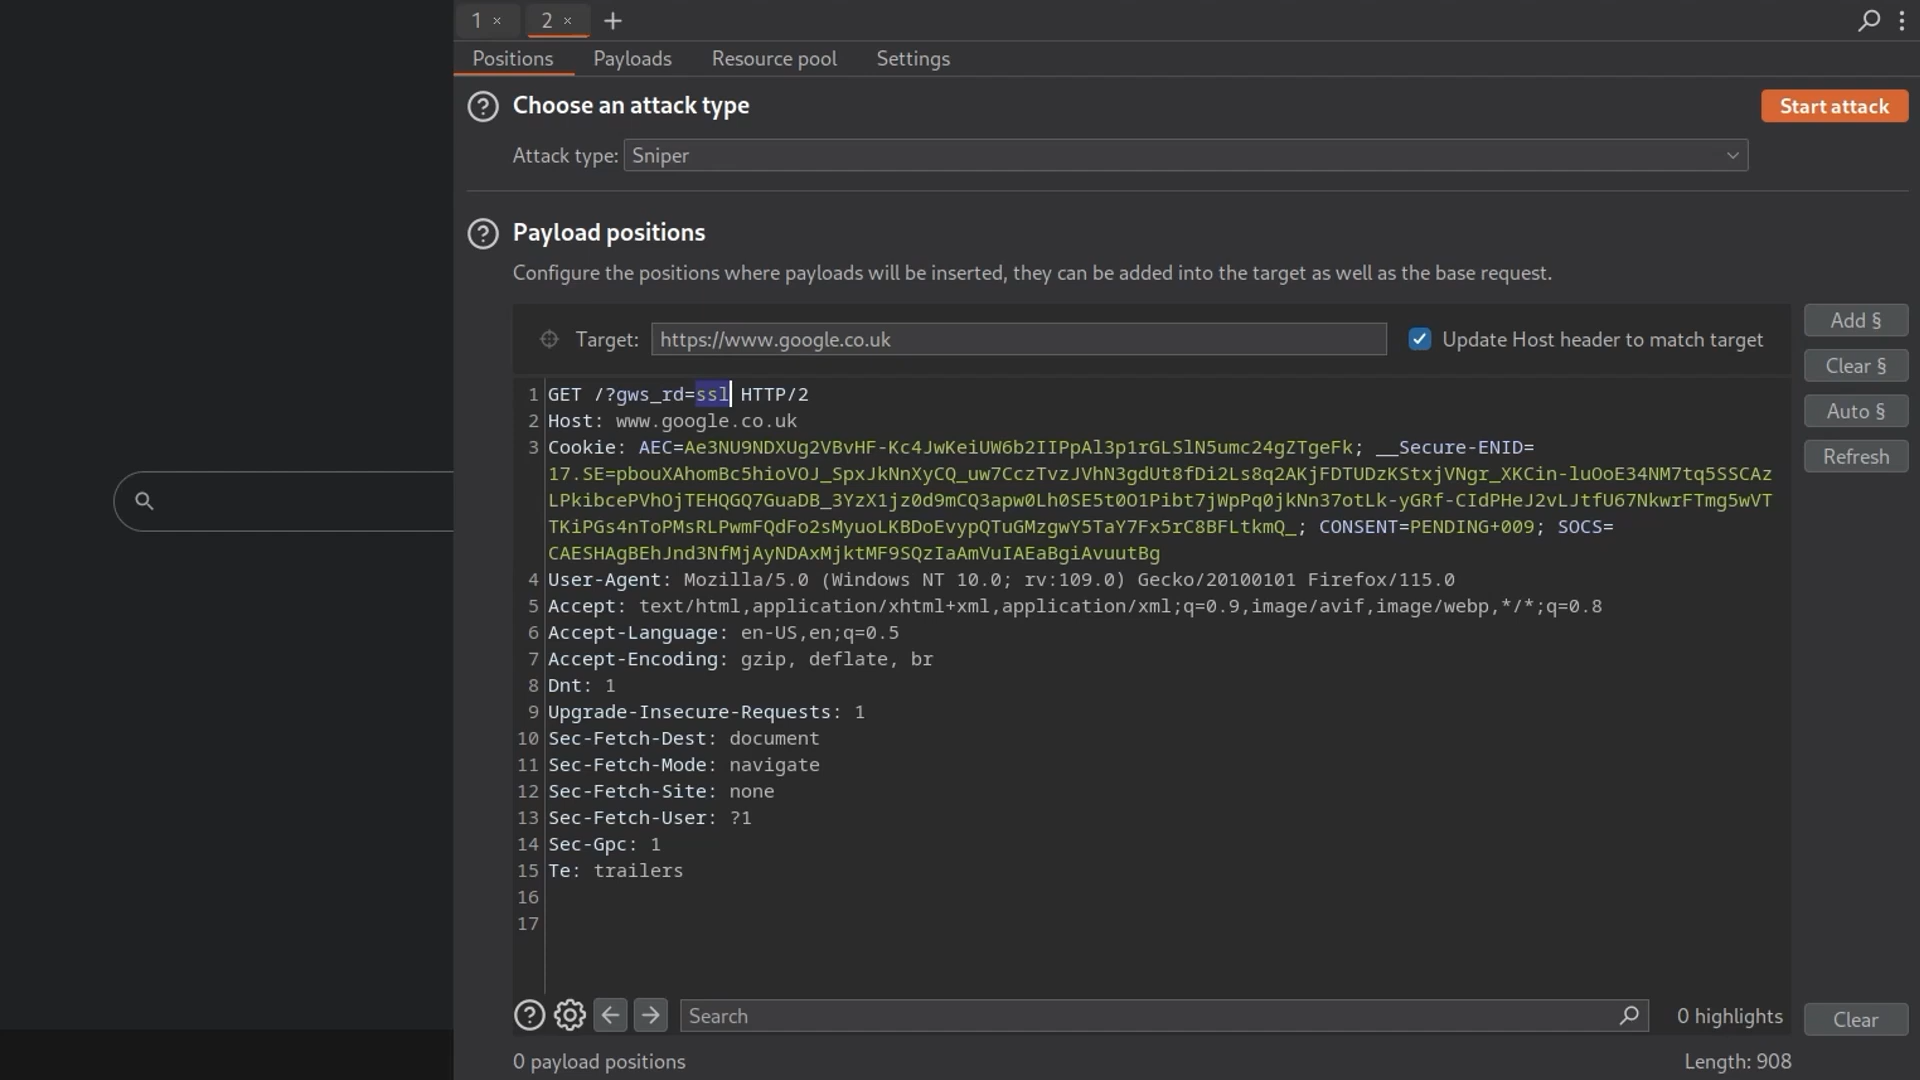 1 × 2 × +
Positions Payloads Resource pool Settings
? Choose an attack type Start attack
Attack type: Sniper
? Payload positions
Configure the positions where payloads will be inserted, they can be added into the target as well as the base request.
Target: https://www.google.co.uk Update Host header to match target
Add §
Clear §
Auto §
Refresh
1 GET /?gws_rd=ssl HTTP/2
2 Host: www.google.co.uk
3 Cookie: AEC=Ae3NU9NDXUg2VBvHF-Kc4JwKeiUW6b2IIPpAl3p1rGLSlN5umc24gZTgeFk; __Secure-ENID=
17.SE=pbouXAhomBc5hioVOJ_SpxJkNnXyCQ_uw7CczTvzJVhN3gdUt8fDi2Ls8q2AKjFDTUDzKStxjVNgr_XKCin-luOoE34NM7tq5SSCAz
LPkibcePVhOjTEHQGQ7GuaDB_3YzX1jz0d9mCQ3apw0Lh0SE5t0O1Pibt7jWpPq0jkNn37otLk-yGRf-CIdPHeJ2vLJtfU67NkwrFTmg5wVT
TKiPGs4nToPMsRLPwmFQdFo2sMyuoLKBDoEvypQTuGMzgwY5TaY7Fx5rC8BFLtkmQ_; CONSENT=PENDING+009; SOCS=
CAESHAgBEhJnd3NfMjAyNDAxMjktMF9SQzIaAmVuIAEaBgiAvuutBg
4 User-Agent: Mozilla/5.0 (Windows NT 10.0; rv:109.0) Gecko/20100101 Firefox/115.0
5 Accept: text/html,application/xhtml+xml,application/xml;q=0.9,image/avif,image/webp,*/*;q=0.8
6 Accept-Language: en-US,en;q=0.5
7 Accept-Encoding: gzip, deflate, br
8 Dnt: 1
9 Upgrade-Insecure-Requests: 1
10 Sec-Fetch-Dest: document
11 Sec-Fetch-Mode: navigate
12 Sec-Fetch-Site: none
13 Sec-Fetch-User: ?1
14 Sec-Gpc: 1
15 Te: trailers
16
17
? Search 0 highlights Clear
0 payload positions Length: 908